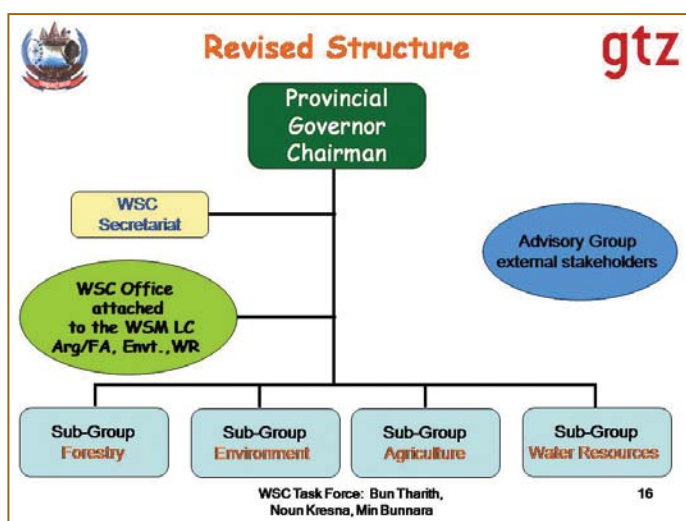 Revised Structure
gtz
Provincial
Governor
Chairman
WSC
Secretariat
Advisory Group
external stakeholders
WSC Office
attached
to the WSM LC
Arg/FA, Envt.,WR
Sub-Group
Forestry
Sub-Group
Environment
Sub-Group
Agriculture
Sub-Group
Water Resources
WSC Task Force: Bun Tharith,
Noun Kresna, Min Bunnara
16